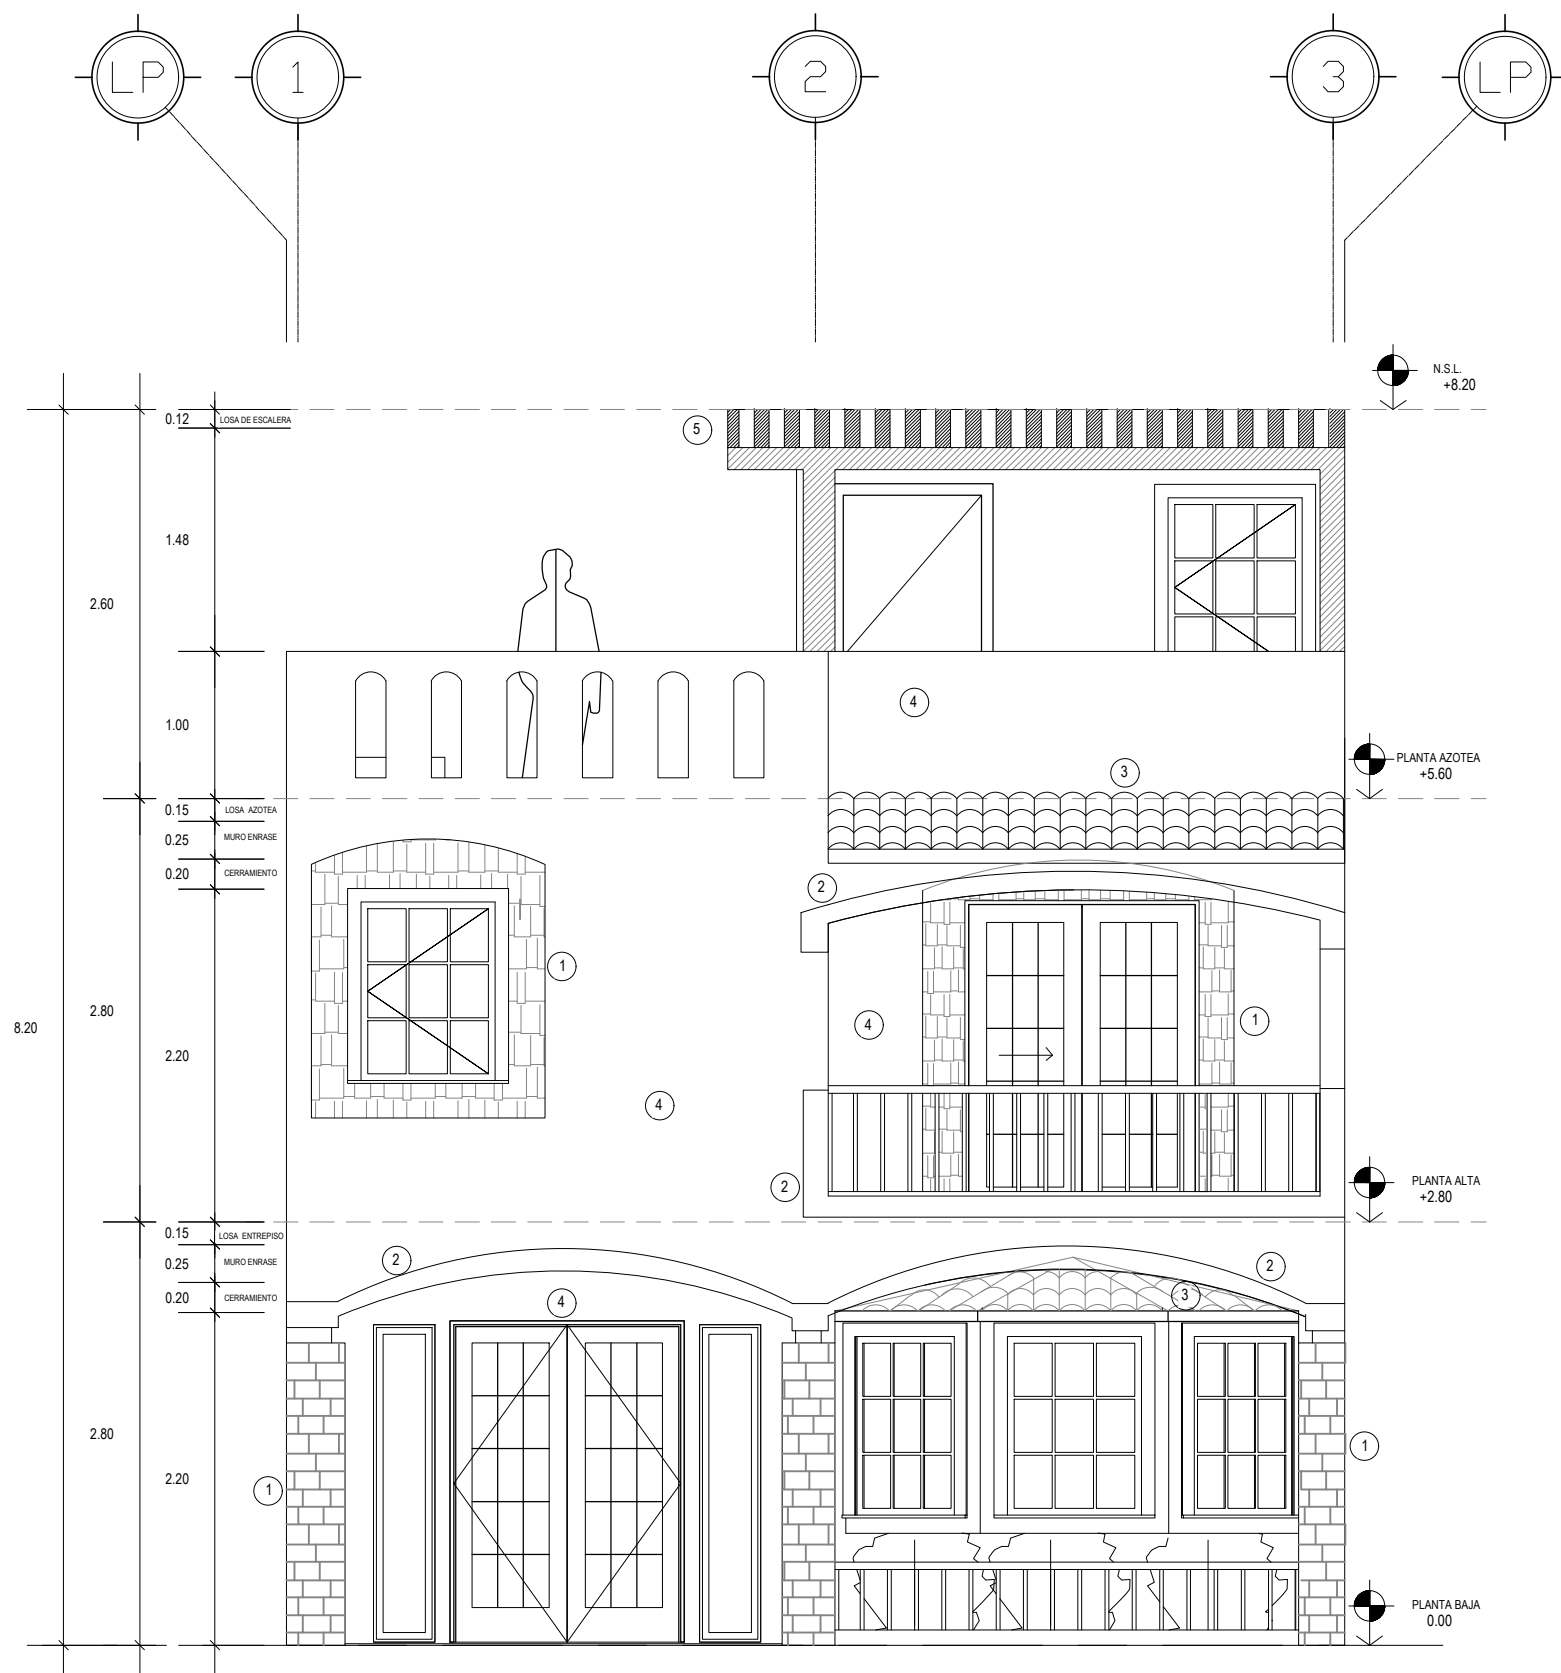 LP
1
2
3
LP
N.S.L.
+8.20
0.12 LOSA DE ESCALERA
5
1.48
2.60
1.00
4
3
PLANTA AZOTEA
+5.60
0.15 LOSA AZOTEA
0.25 MURO ENRASE
0.20 CERRAMIENTO
2
1
4
1
8.20
2.80
2.20
4
2
PLANTA ALTA
+2.80
0.15 LOSA ENTREPISO
0.25 MURO ENRASE
0.20 CERRAMIENTO
2
2
4
3
2.80
2.20
1
1
PLANTA BAJA
0.00